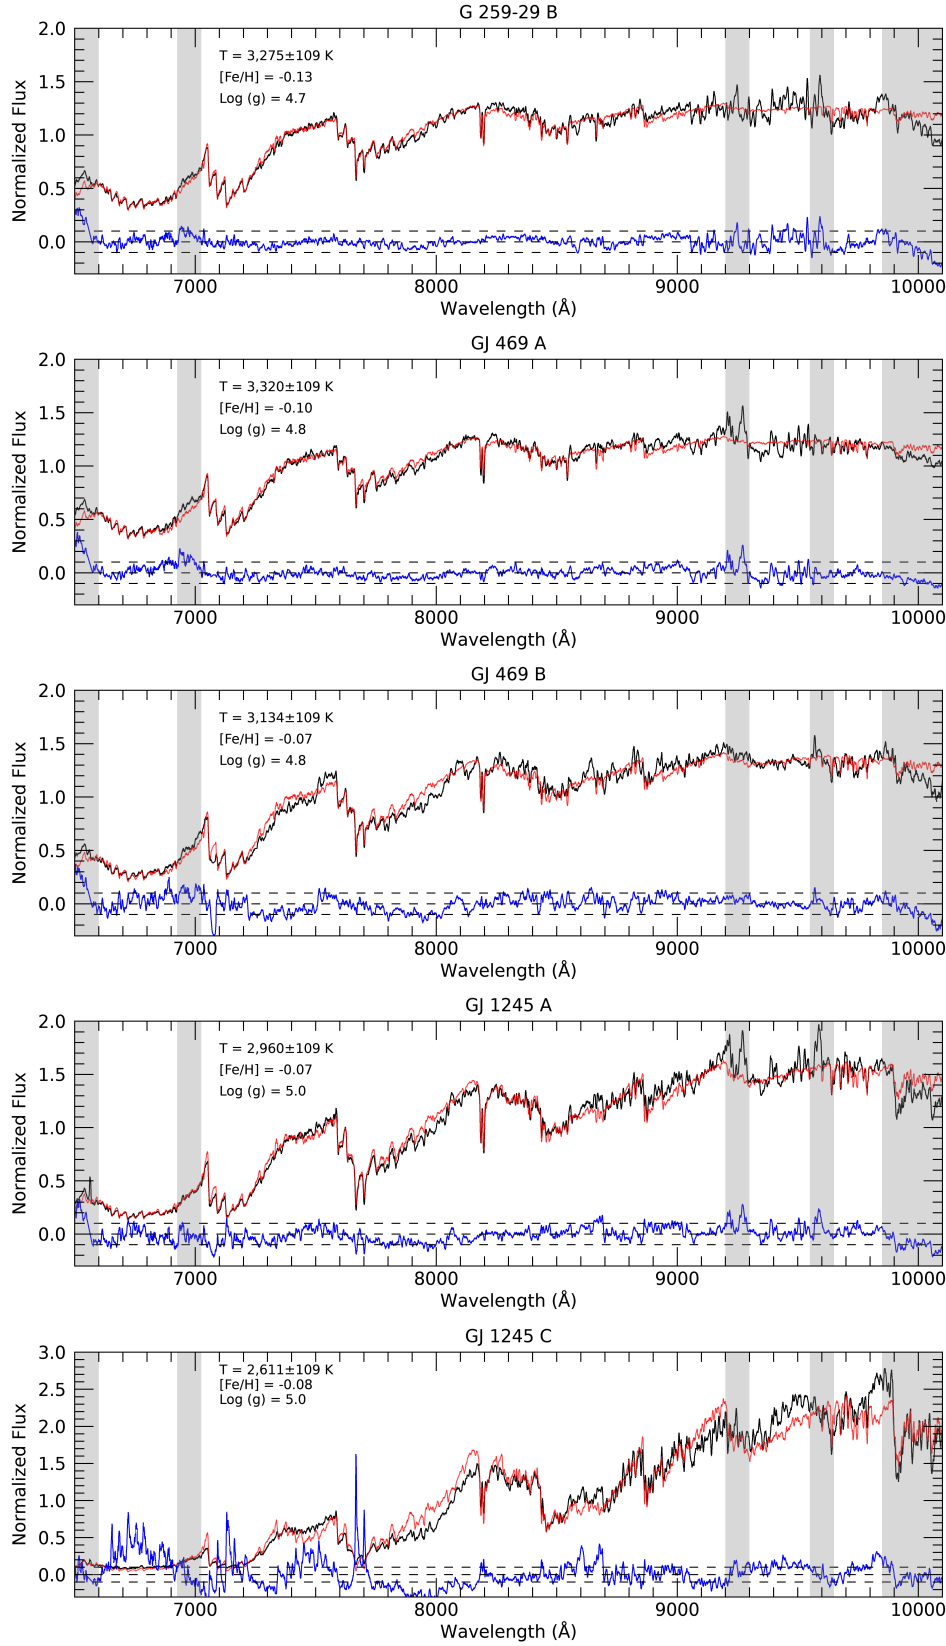 G 259-29 B
T = 3,275±109 K
[Fe/H] = -0.13
Log (g) = 4.7
Normalized Flux
2.0
1.5
1.0
0.5
0.0
7000 8000 9000 10000
Wavelength (Å)
GJ 469 A
T = 3,320±109 K
[Fe/H] = -0.10
Log (g) = 4.8
Normalized Flux
2.0
1.5
1.0
0.5
0.0
7000 8000 9000 10000
Wavelength (Å)
GJ 469 B
T = 3,134±109 K
[Fe/H] = -0.07
Log (g) = 4.8
Normalized Flux
2.0
1.5
1.0
0.5
0.0
7000 8000 9000 10000
Wavelength (Å)
GJ 1245 A
T = 2,960±109 K
[Fe/H] = -0.07
Log (g) = 5.0
Normalized Flux
2.0
1.5
1.0
0.5
0.0
7000 8000 9000 10000
Wavelength (Å)
GJ 1245 C
T = 2,611±109 K
[Fe/H] = -0.08
Log (g) = 5.0
Normalized Flux
3.0
2.5
2.0
1.5
1.0
0.5
0.0
7000 8000 9000 10000
Wavelength (Å)